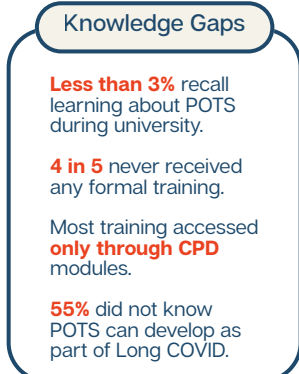 Knowledge Gaps
Less than 3% recall
learning about POTS
during university.
4 in 5 never received
any formal training.
Most training accessed
only through CPD
modules.
55% did not know
POTS can develop as
part of Long COVID.